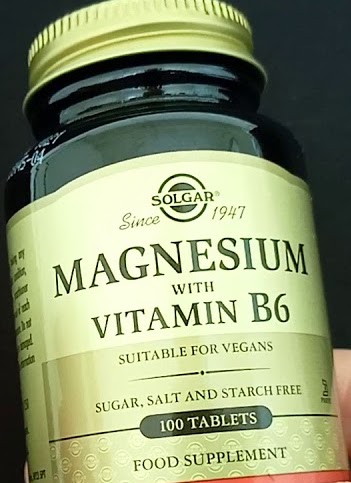 SOLGAR®
Since 1947
MAGNESIUM
WITH
VITAMIN B6
SUITABLE FOR VEGANS
SUGAR, SALT AND STARCH FREE
100 TABLETS
FOOD SUPPLEMENT